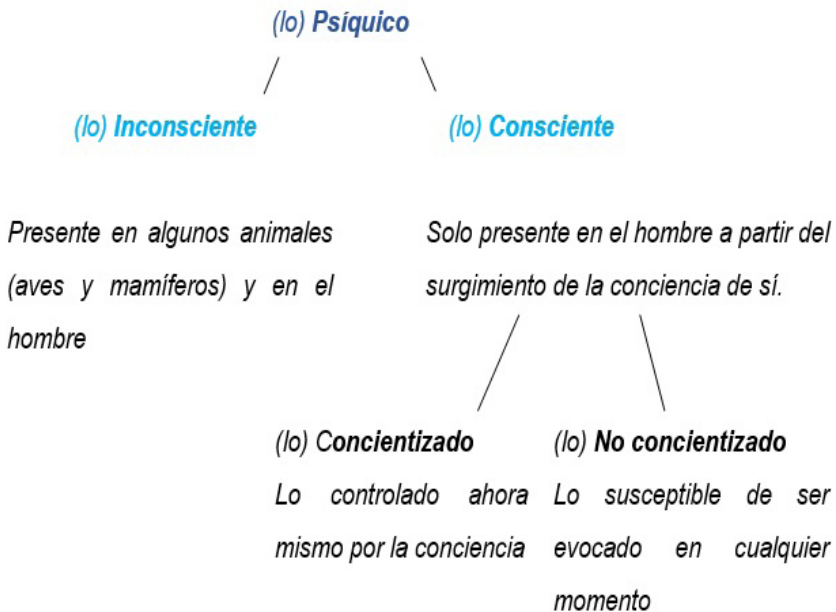 (lo) Psíquico
(lo) Inconsciente
(lo) Consciente
Presente en algunos animales
(aves y mamíferos) y en el
hombre
Solo presente en el hombre a partir del
surgimiento de la conciencia de sí.
(lo) Concientizado
Lo controlado ahora
mismo por la conciencia
(lo) No concientizado
Lo susceptible de ser
evocado en cualquier
momento